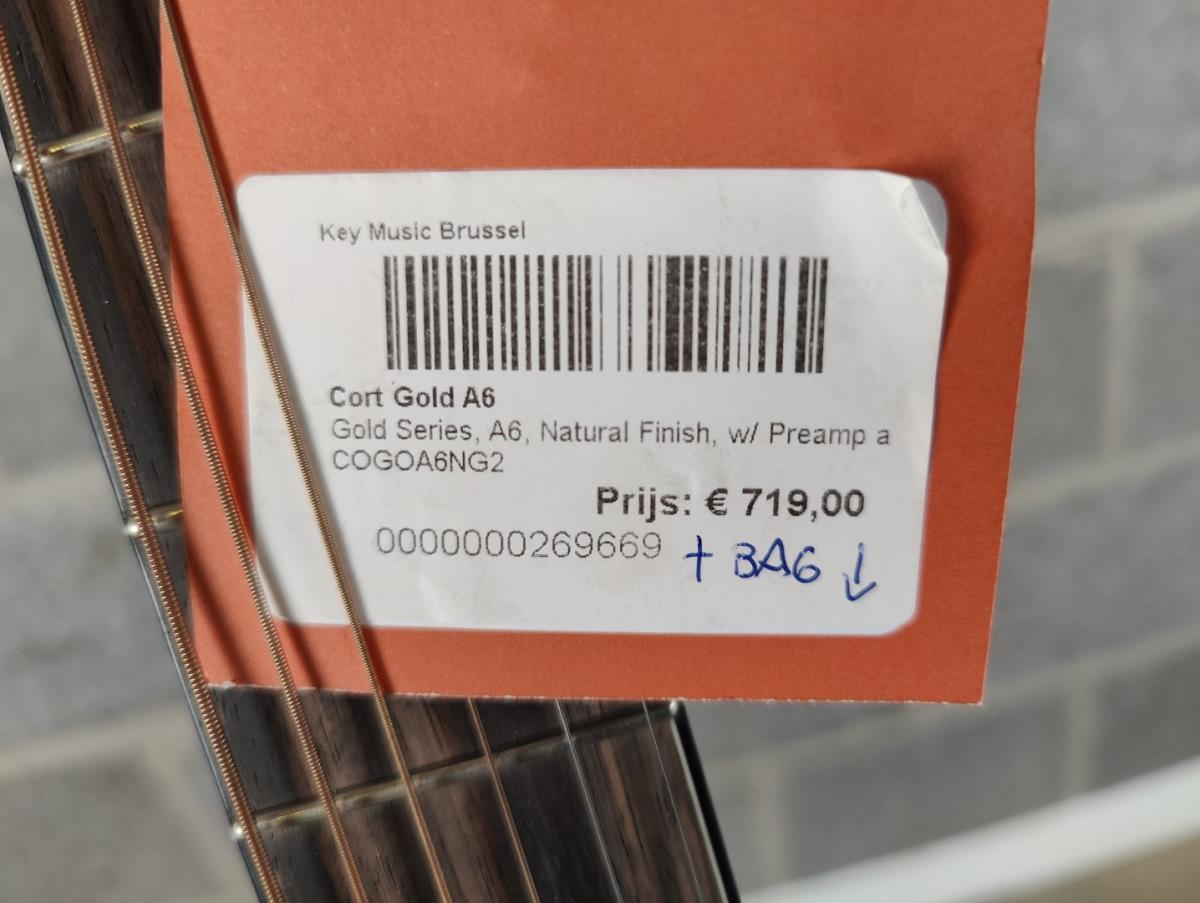 Key Music Brussel
Cort Gold A6
Gold Series, A6, Natural Finish, w/ Preamp a
COGOA6NG2
Prijs: € 719,00
0000000269669 + BAG ↓